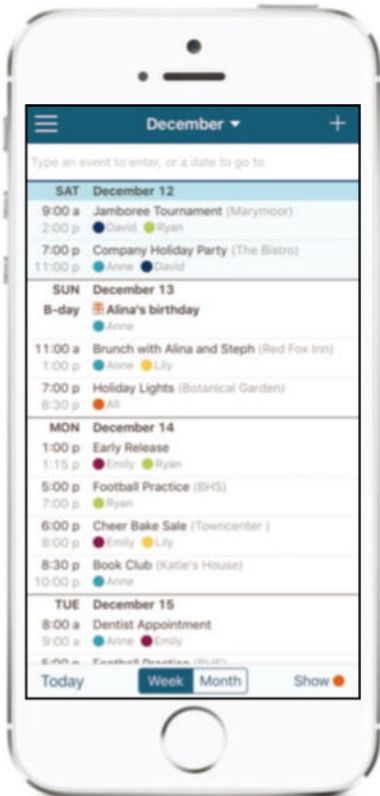 December ▾ +
Type an event to enter, or a date to go to
SAT December 12
9:00 a Jamboree Tournament (Marymoor)
2:00 p David Ryan
7:00 p Company Holiday Party (The Bistro)
11:00 p Anne David
SUN December 13
B-day Alina's birthday
Anne
11:00 a Brunch with Alina and Steph (Red Fox Inn)
1:00 p Anne Lily
7:00 p Holiday Lights (Botanical Garden)
8:30 p All
MON December 14
1:00 p Early Release
1:15 p Emily Ryan
5:00 p Football Practice (BHS)
7:00 p Ryan
6:00 p Cheer Bake Sale (Towncenter )
8:00 p Emily Lily
8:30 p Book Club (Katie's House)
10:00 p Anne
TUE December 15
8:00 a Dentist Appointment
9:00 a Anne Emily
5:00 p Football Practice (BHS)
Today Week Month Show